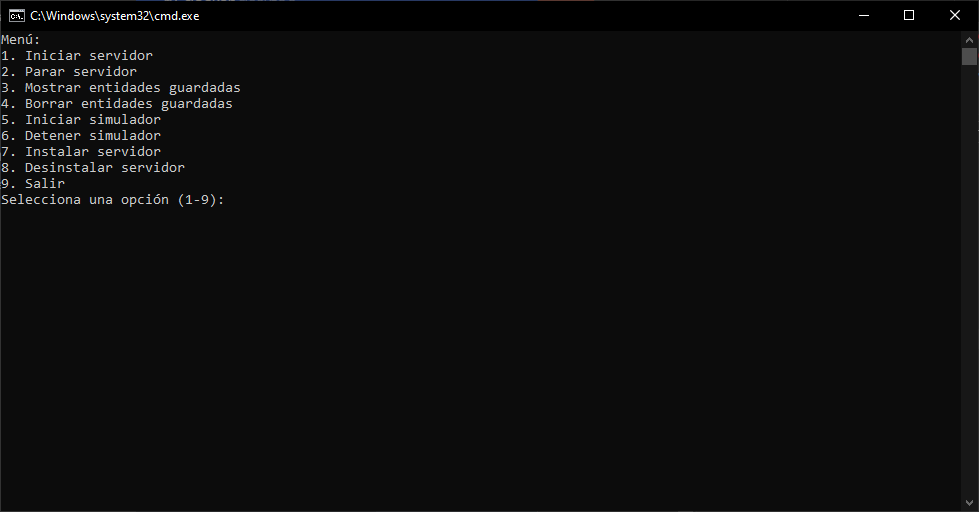 C:\Windows\system32\cmd.exe
Menú:
1. Iniciar servidor
2. Parar servidor
3. Mostrar entidades guardadas
4. Borrar entidades guardadas
5. Iniciar simulador
6. Detener simulador
7. Instalar servidor
8. Desinstalar servidor
9. Salir
Selecciona una opción (1-9):